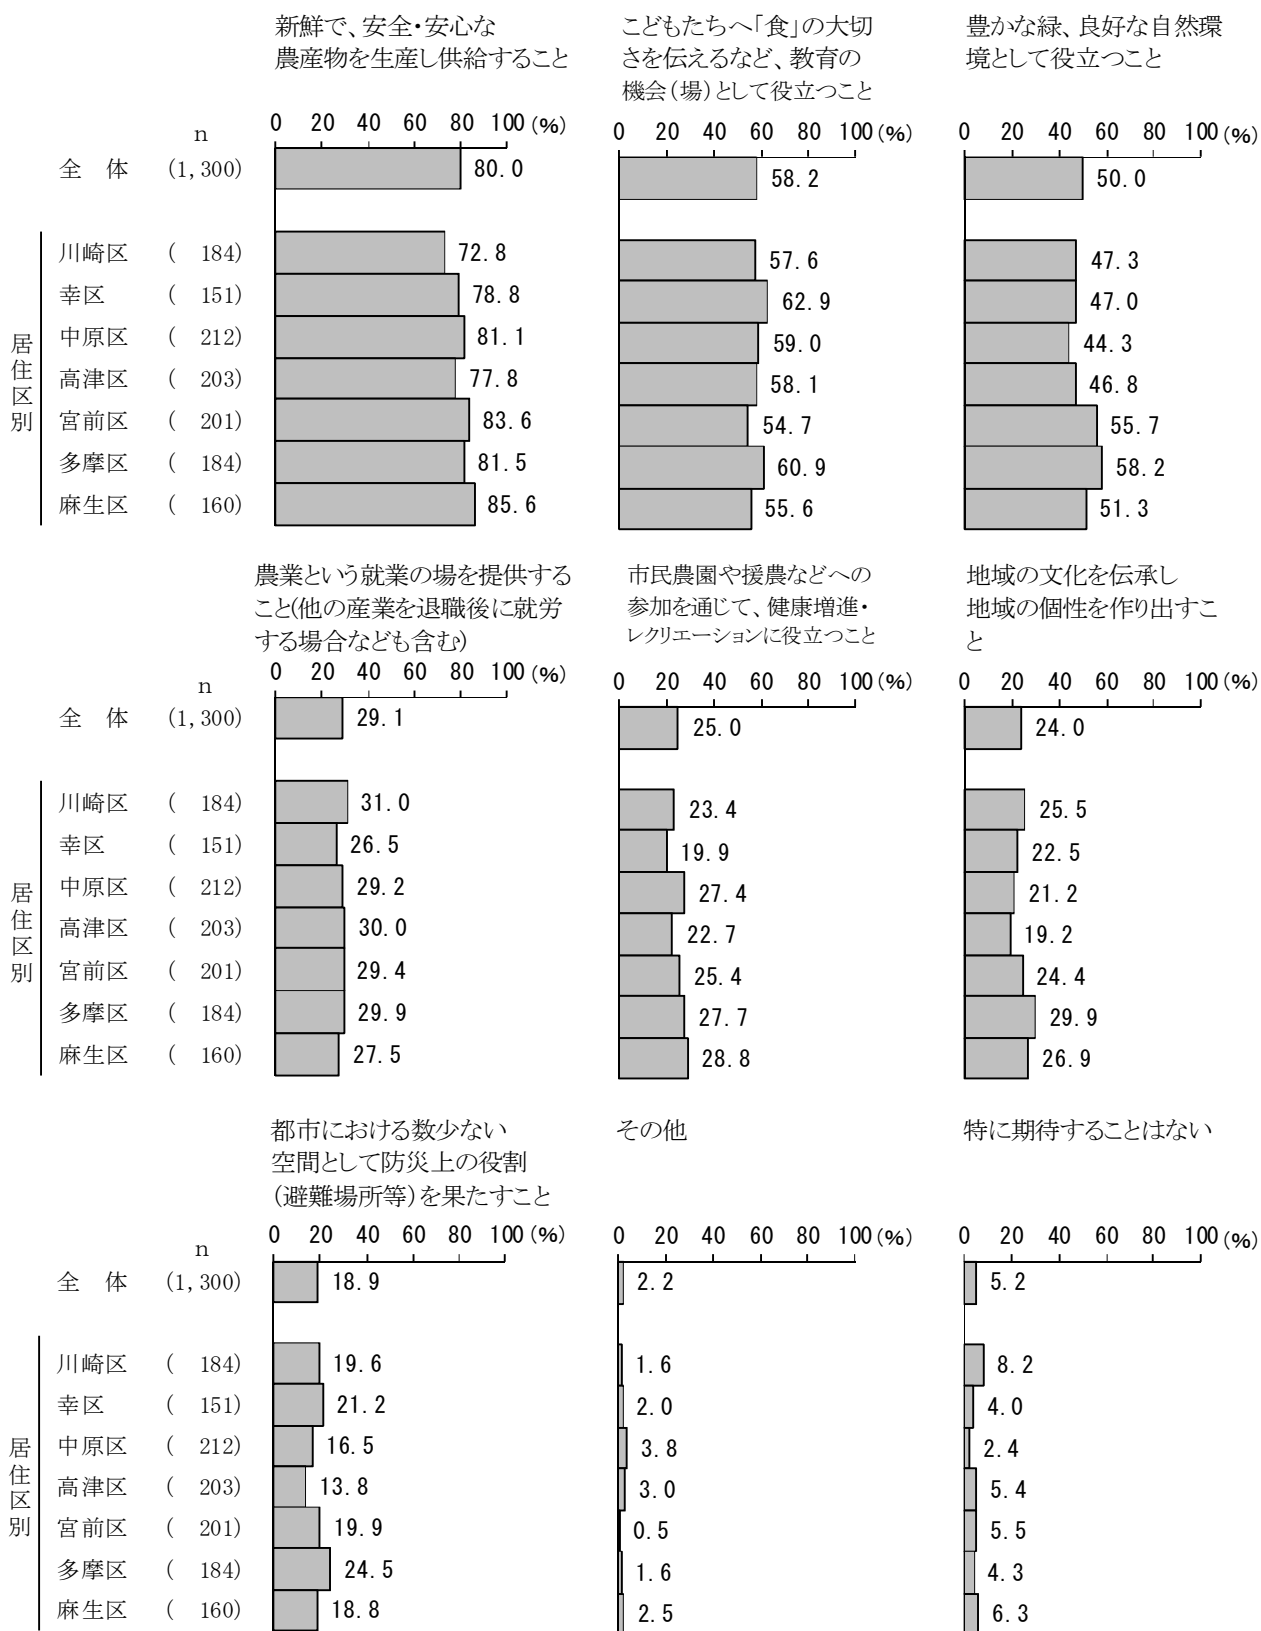 新鮮で、安全・安心な
農産物を生産し供給すること
こどもたちへ「食」の大切
さを伝えるなど、教育の
機会(場)として役立つこと
豊かな緑、良好な自然環
境として役立つこと
n 0 20 40 60 80 100(%) 0 20 40 60 80 100(%) 0 20 40 60 80 100(%)
全 体 (1,300) 80.0 58.2 50.0
居住区別
川崎区 ( 184) 72.8 57.6 47.3
幸区 ( 151) 78.8 62.9 47.0
中原区 ( 212) 81.1 59.0 44.3
高津区 ( 203) 77.8 58.1 46.8
宮前区 ( 201) 83.6 54.7 55.7
多摩区 ( 184) 81.5 60.9 58.2
麻生区 ( 160) 85.6 55.6 51.3
農業という就業の場を提供する
こと(他の産業を退職後に就労
する場合なども含む)
市民農園や援農などへの
参加を通じて、健康増進・
レクリエーションに役立つこと
地域の文化を伝承し
地域の個性を作り出すこ
と
n 0 20 40 60 80 100(%) 0 20 40 60 80 100(%) 0 20 40 60 80 100(%)
全 体 (1,300) 29.1 25.0 24.0
居住区別
川崎区 ( 184) 31.0 23.4 25.5
幸区 ( 151) 26.5 19.9 22.5
中原区 ( 212) 29.2 27.4 21.2
高津区 ( 203) 30.0 22.7 19.2
宮前区 ( 201) 29.4 25.4 24.4
多摩区 ( 184) 29.9 27.7 29.9
麻生区 ( 160) 27.5 28.8 26.9
都市における数少ない
空間として防災上の役割
(避難場所等)を果たすこと
その他
特に期待することはない
n 0 20 40 60 80 100(%) 0 20 40 60 80 100(%) 0 20 40 60 80 100(%)
全 体 (1,300) 18.9 2.2 5.2
居住区別
川崎区 ( 184) 19.6 1.6 8.2
幸区 ( 151) 21.2 2.0 4.0
中原区 ( 212) 16.5 3.8 2.4
高津区 ( 203) 13.8 3.0 5.4
宮前区 ( 201) 19.9 0.5 5.5
多摩区 ( 184) 24.5 1.6 4.3
麻生区 ( 160) 18.8 2.5 6.3